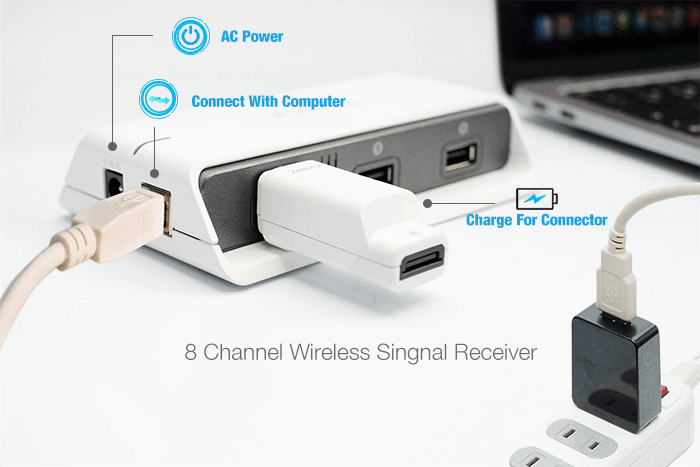 AC Power
Connect With Computer
Charge For Connector
8 Channel Wireless Singnal Receiver